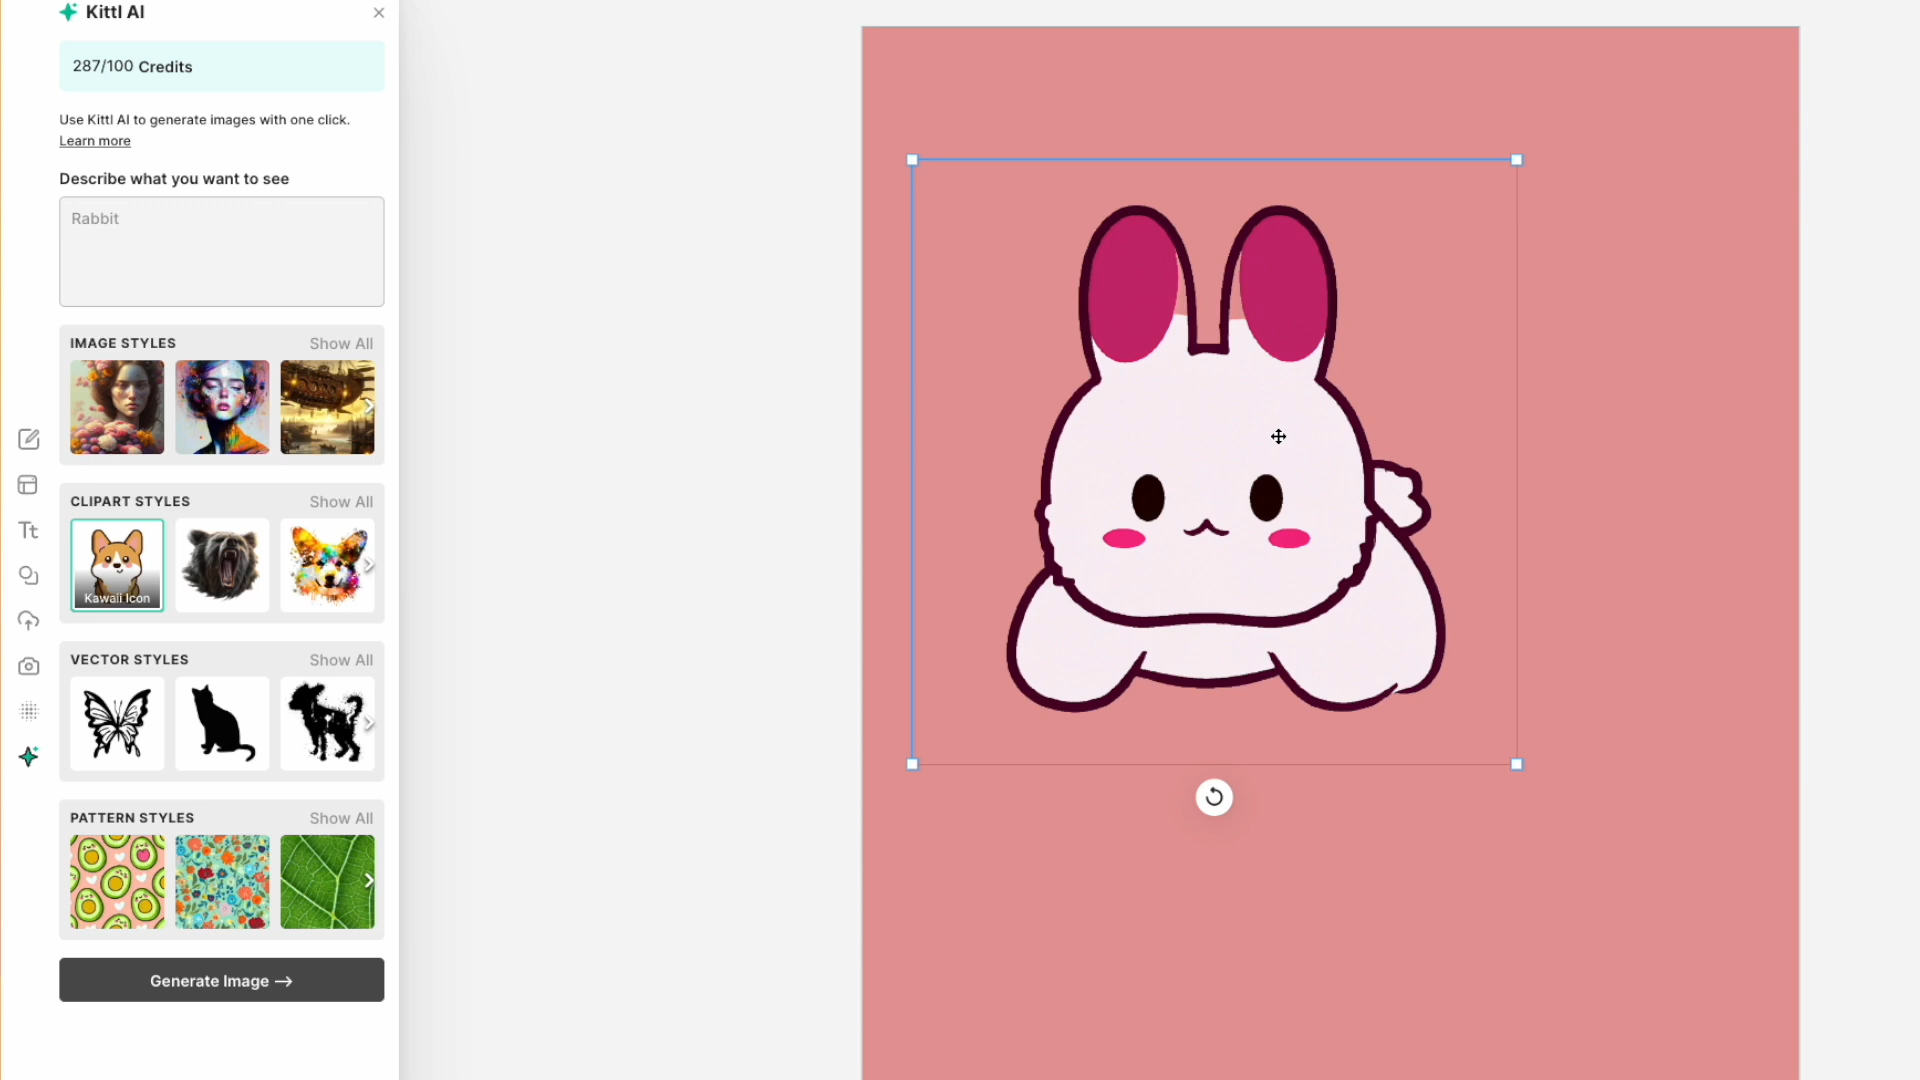 Kittl AI
287/100 Credits
Use Kittl AI to generate images with one click.
Learn more
Describe what you want to see
Rabbit
IMAGE STYLES
Show All
CLIPART STYLES
Show All
Kawaii Icon
Tt
VECTOR STYLES
Show All
PATTERN STYLES
Show All
Generate Image →